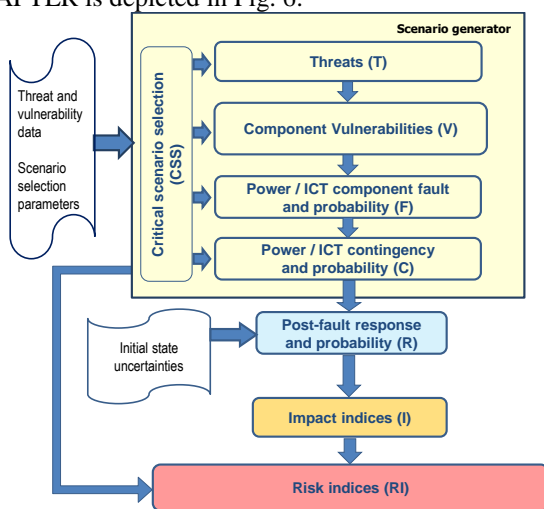 AFTER is depicted in Fig. 6.
Scenario generator
Threat and
vulnerability
data
Scenario
selection
parameters
Critical scenario selection
(CSS)
Threats (T)
Component Vulnerabilities (V)
Power / ICT component fault
and probability (F)
Power / ICT contingency
and probability (C)
Initial state
uncertainties
Post-fault response
and probability (R)
Impact indices (I)
Risk indices (RI)